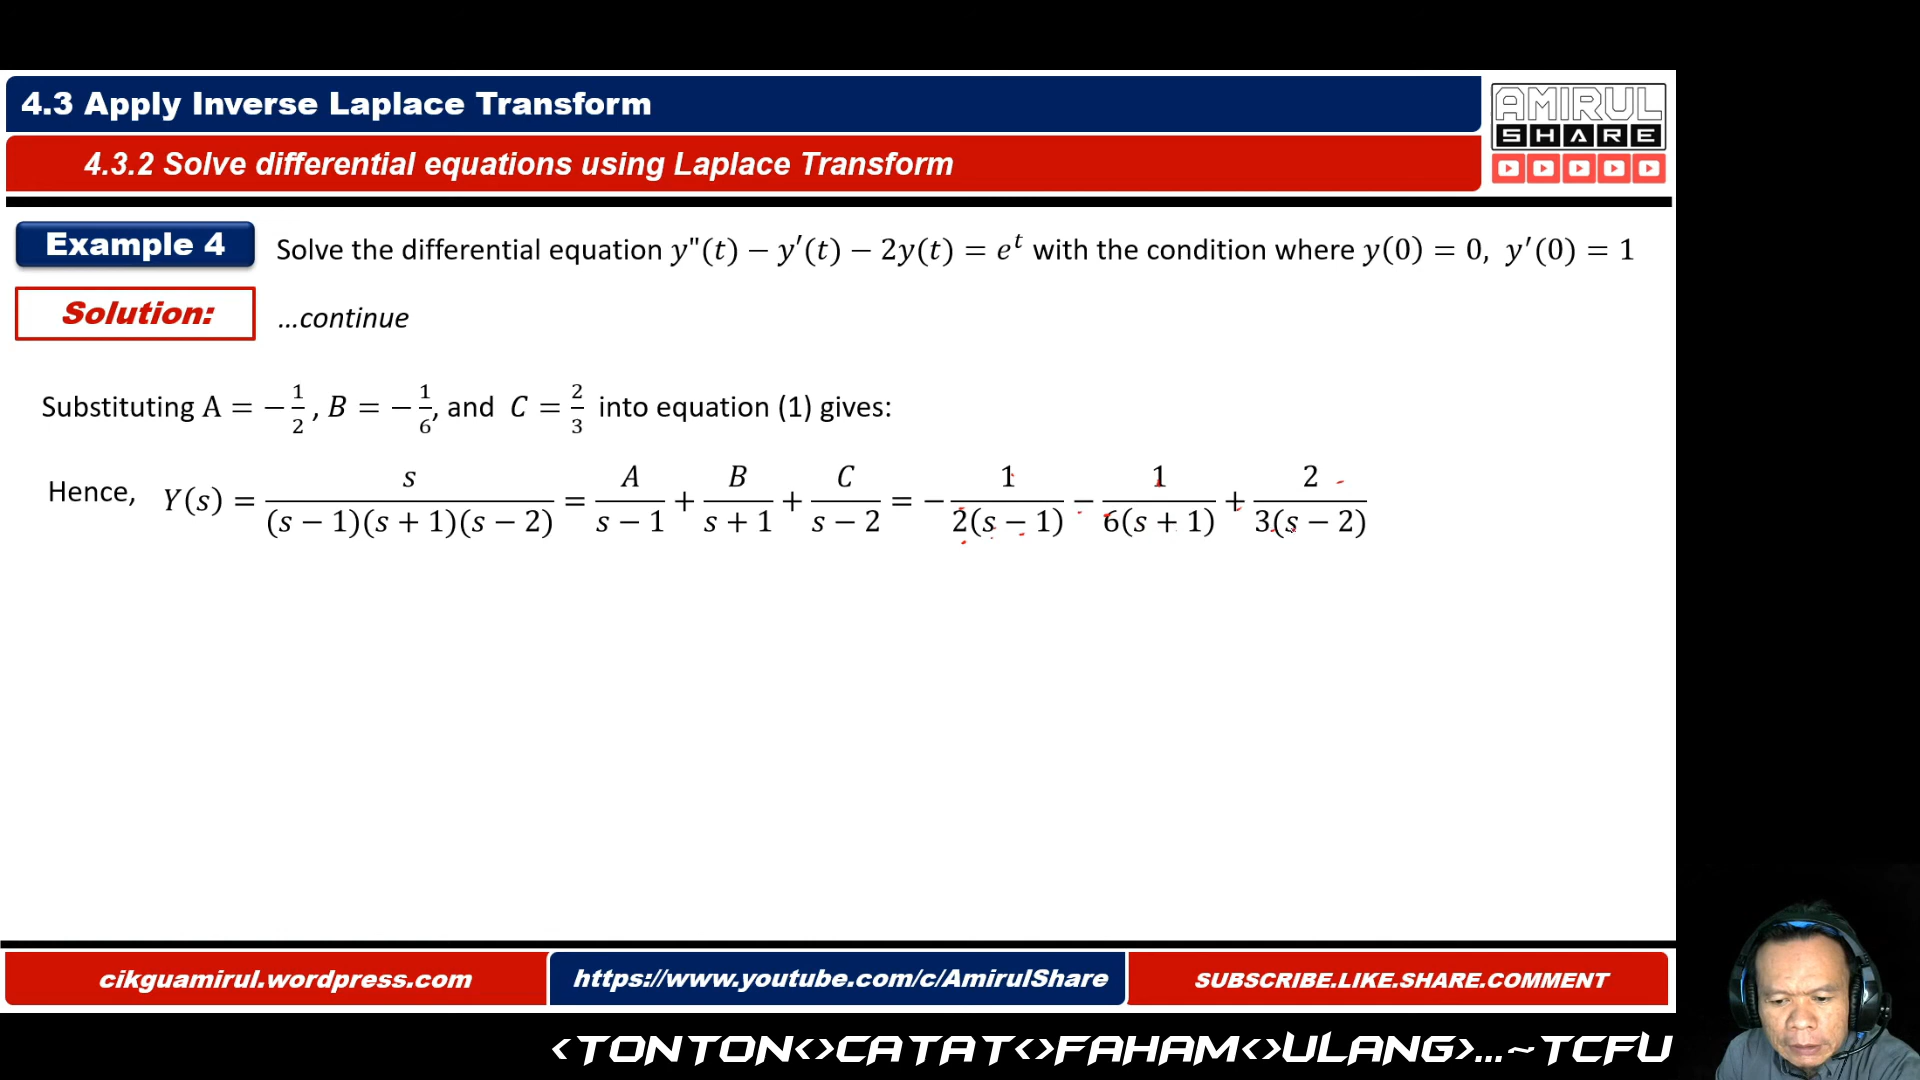 4.3 Apply Inverse Laplace Transform
AMIRUL
SHARE
4.3.2 Solve differential equations using Laplace Transform
Example 4 Solve the differential equation y"(t) − y′(t) − 2y(t) = e^t with the condition where y(0) = 0, y′(0) = 1
Solution: ...continue
Substituting A = −1/2 , B = −1/6, and C = 2/3 into equation (1) gives:
Hence, Y(s) = s/((s − 1)(s + 1)(s − 2)) = A/(s − 1) + B/(s + 1) + C/(s − 2) = − 1/(2(s − 1)) − 1/(6(s + 1)) + 2/(3(s − 2))
cikguamirul.wordpress.com https://www.youtube.com/c/AmirulShare SUBSCRIBE.LIKE.SHARE.COMMENT
<TONTON<>CATAT<>FAHAM<>ULANG>...~TCFU